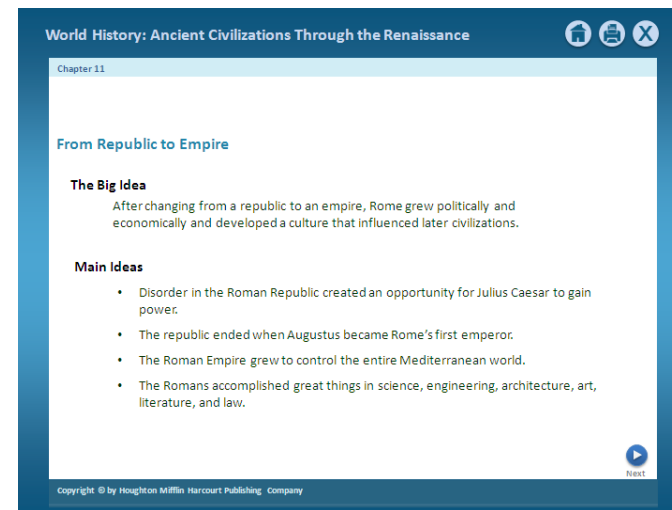 World History: Ancient Civilizations Through the Renaissance
Chapter 11
From Republic to Empire
The Big Idea
After changing from a republic to an empire, Rome grew politically and
economically and developed a culture that influenced later civilizations.
Main Ideas
• Disorder in the Roman Republic created an opportunity for Julius Caesar to gain
power.
• The republic ended when Augustus became Rome's first emperor.
• The Roman Empire grew to control the entire Mediterranean world.
• The Romans accomplished great things in science, engineering, architecture, art,
literature, and law.
Next
Copyright © by Houghton Mifflin Harcourt Publishing Company